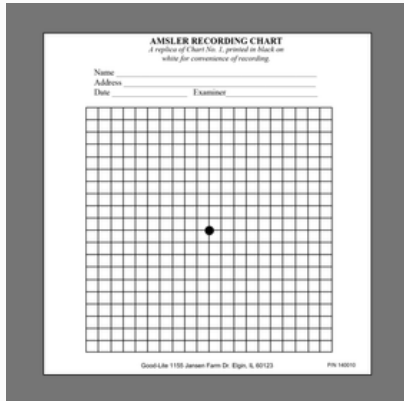 AMSLER RECORDING CHART
A replica of Chart No. 1, printed in black on
white for convenience of recording.
Name
Address
Date Examiner
Good-Lite 1155 Jansen Farm Dr. Elgin, IL 60123 P/N 140010